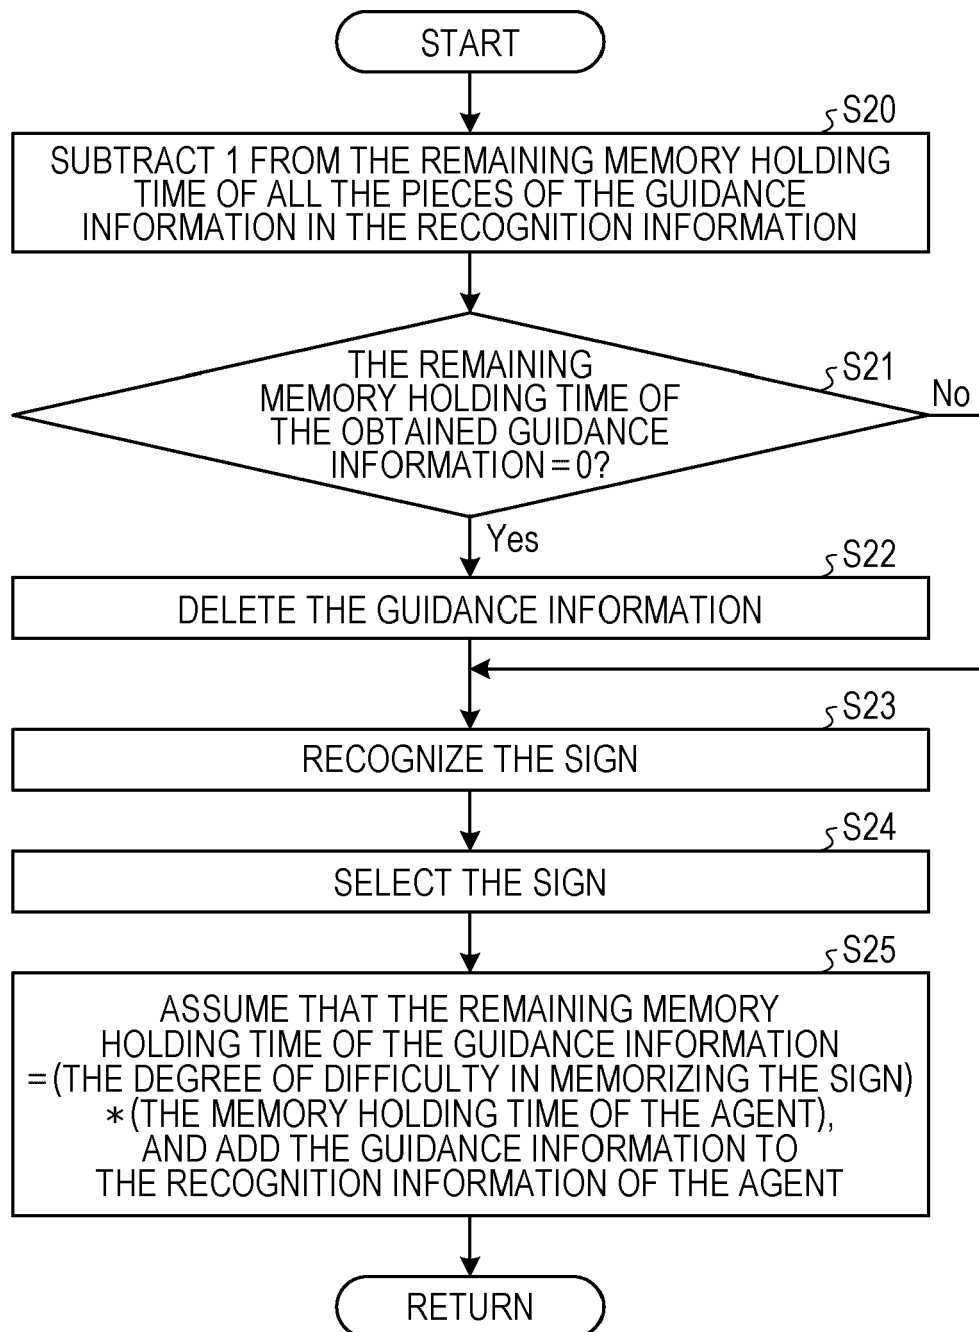 START
S20
SUBTRACT 1 FROM THE REMAINING MEMORY HOLDING
TIME OF ALL THE PIECES OF THE GUIDANCE
INFORMATION IN THE RECOGNITION INFORMATION
S21
No
THE REMAINING
MEMORY HOLDING TIME OF
THE OBTAINED GUIDANCE
INFORMATION = 0?
Yes
S22
DELETE THE GUIDANCE INFORMATION
S23
RECOGNIZE THE SIGN
S24
SELECT THE SIGN
S25
ASSUME THAT THE REMAINING MEMORY
HOLDING TIME OF THE GUIDANCE INFORMATION
= (THE DEGREE OF DIFFICULTY IN MEMORIZING THE SIGN)
* (THE MEMORY HOLDING TIME OF THE AGENT),
AND ADD THE GUIDANCE INFORMATION TO
THE RECOGNITION INFORMATION OF THE AGENT
RETURN